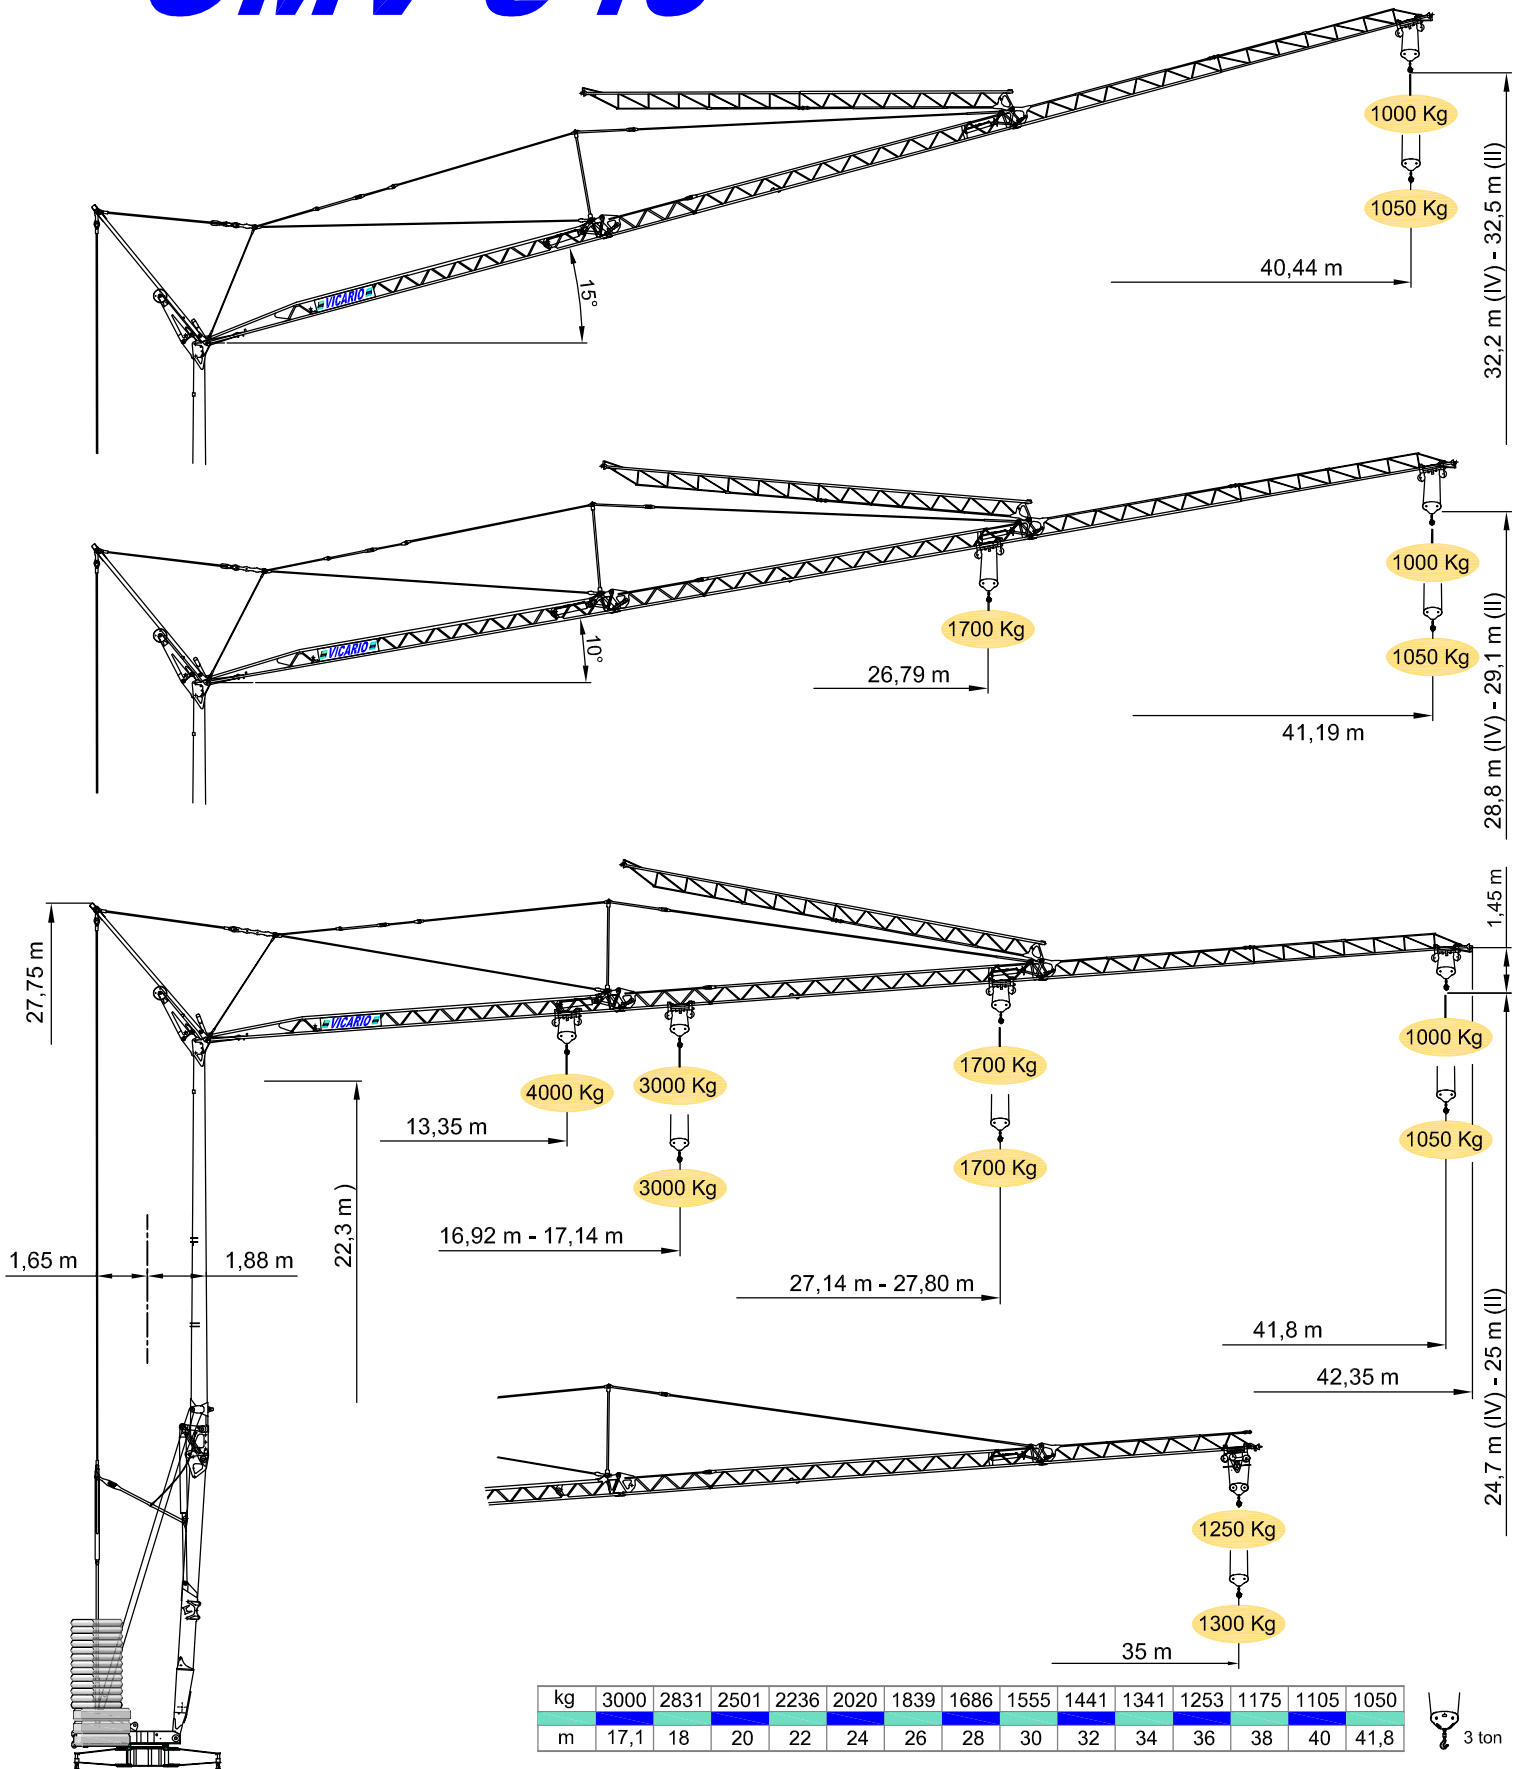 1000 Kg
1050 Kg
40,44 m
32,2 m (IV) - 32,5 m (II)
15°
VICARIO
1000 Kg
1700 Kg
1050 Kg
26,79 m
41,19 m
28,8 m (IV) - 29,1 m (II)
10°
VICARIO
1,45 m
27,75 m
VICARIO
1000 Kg
1700 Kg
3000 Kg
4000 Kg
13,35 m
1050 Kg
1700 Kg
3000 Kg
22,3 m )
16,92 m - 17,14 m
1,65 m
1,88 m
27,14 m - 27,80 m
41,8 m
42,35 m
24,7 m (IV) - 25 m (II)
1250 Kg
1300 Kg
35 m
kg 3000 2831 2501 2236 2020 1839 1686 1555 1441 1341 1253 1175 1105 1050
m 17,1 18 20 22 24 26 28 30 32 34 36 38 40 41,8
3 ton